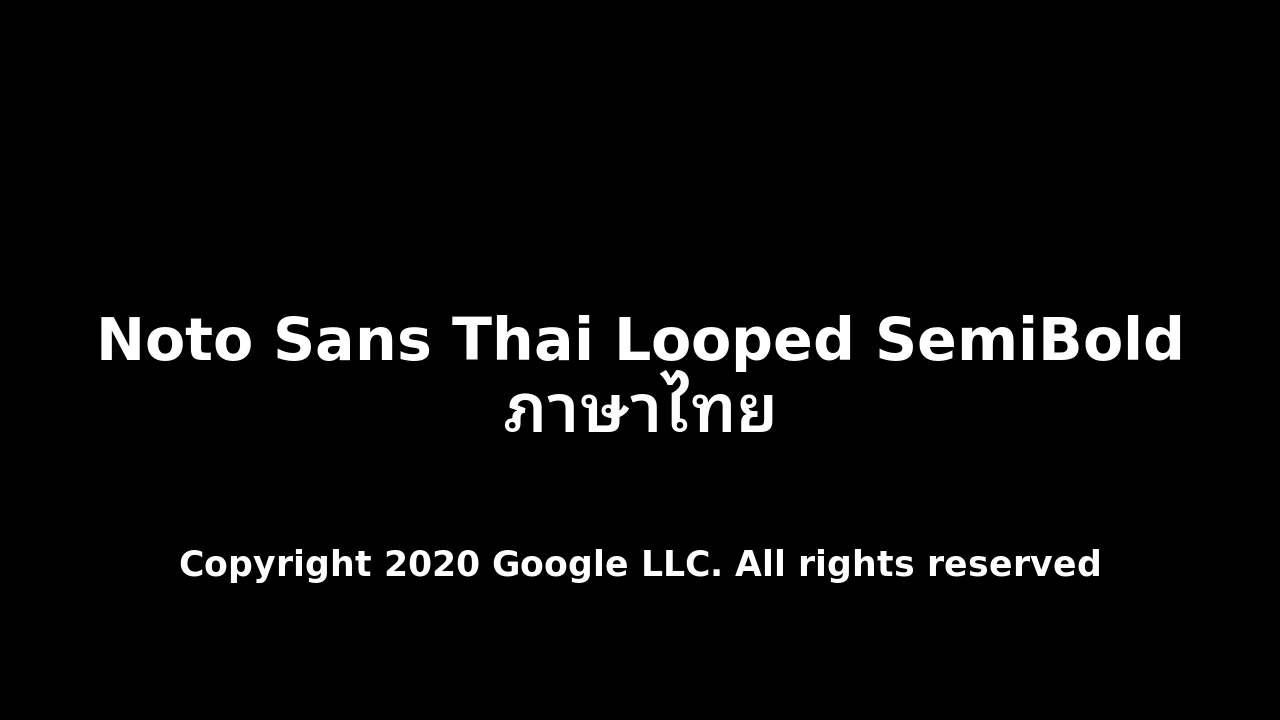 Noto Sans Thai Looped SemiBold
ภาษาไทย
Copyright 2020 Google LLC. All rights reserved